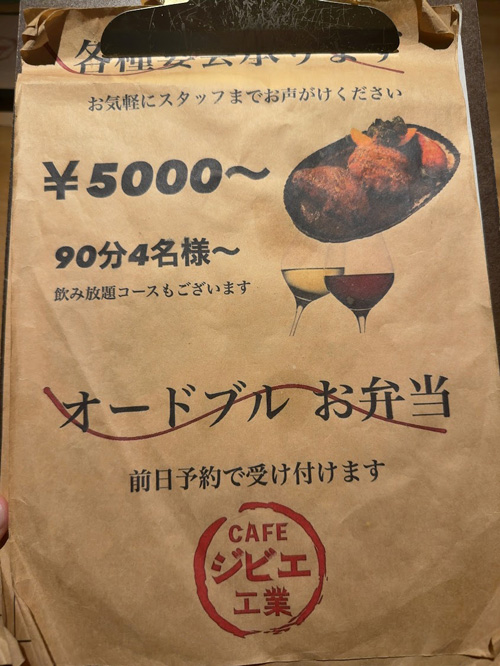 各種宴会承ります
お気軽にスタッフまでお声がけください
¥5000〜
90分4名様〜
飲み放題コースもございます
オードブル お弁当
前日予約で受け付けます
CAFE
ジビエ
工業